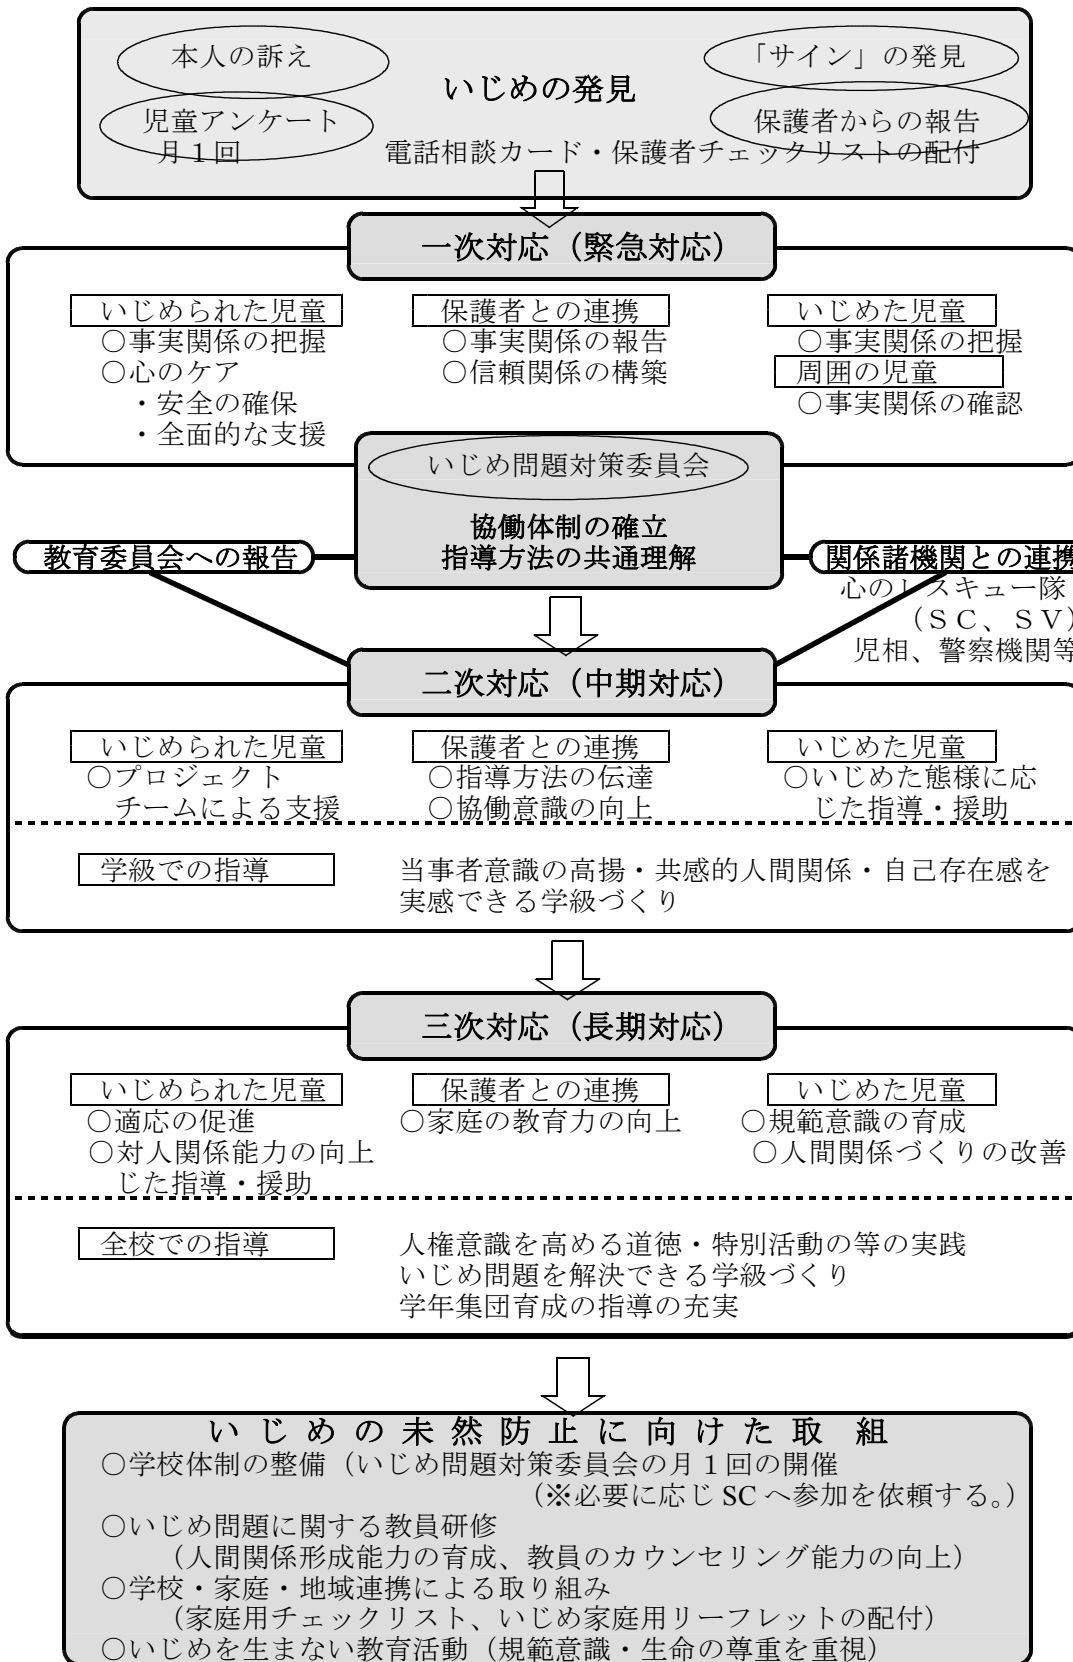 本人の訴え
「サイン」の発見
いじめの発見
児童アンケート
月１回
保護者からの報告
電話相談カード・保護者チェックリストの配付
一次対応（緊急対応）
いじめられた児童
○事実関係の把握
○心のケア
・安全の確保
・全面的な支援
保護者との連携
○事実関係の報告
○信頼関係の構築
いじめた児童
○事実関係の把握
周囲の児童
○事実関係の確認
いじめ問題対策委員会
協働体制の確立
指導方法の共通理解
教育委員会への報告
関係諸機関との連携
心のレスキュー隊
（ＳＣ、ＳＶ）
児相、警察機関等
二次対応（中期対応）
いじめられた児童
○プロジェクト
チームによる支援
保護者との連携
○指導方法の伝達
○協働意識の向上
いじめた児童
○いじめた態様に応
じた指導・援助
学級での指導
当事者意識の高揚・共感的人間関係・自己存在感を
実感できる学級づくり
三次対応（長期対応）
いじめられた児童
○適応の促進
○対人関係能力の向上
じた指導・援助
保護者との連携
○家庭の教育力の向上
いじめた児童
○規範意識の育成
○人間関係づくりの改善
全校での指導
人権意識を高める道徳・特別活動の等の実践
いじめ問題を解決できる学級づくり
学年集団育成の指導の充実
いじめの未然防止に向けた取 組
○学校体制の整備（いじめ問題対策委員会の月１回の開催
（※必要に応じ SC へ参加を依頼する。）
○いじめ問題に関する教員研修
（人間関係形成能力の育成、教員のカウンセリング能力の向上）
○学校・家庭・地域連携による取り組み
（家庭用チェックリスト、いじめ家庭用リーフレットの配付）
○いじめを生まない教育活動（規範意識・生命の尊重を重視）